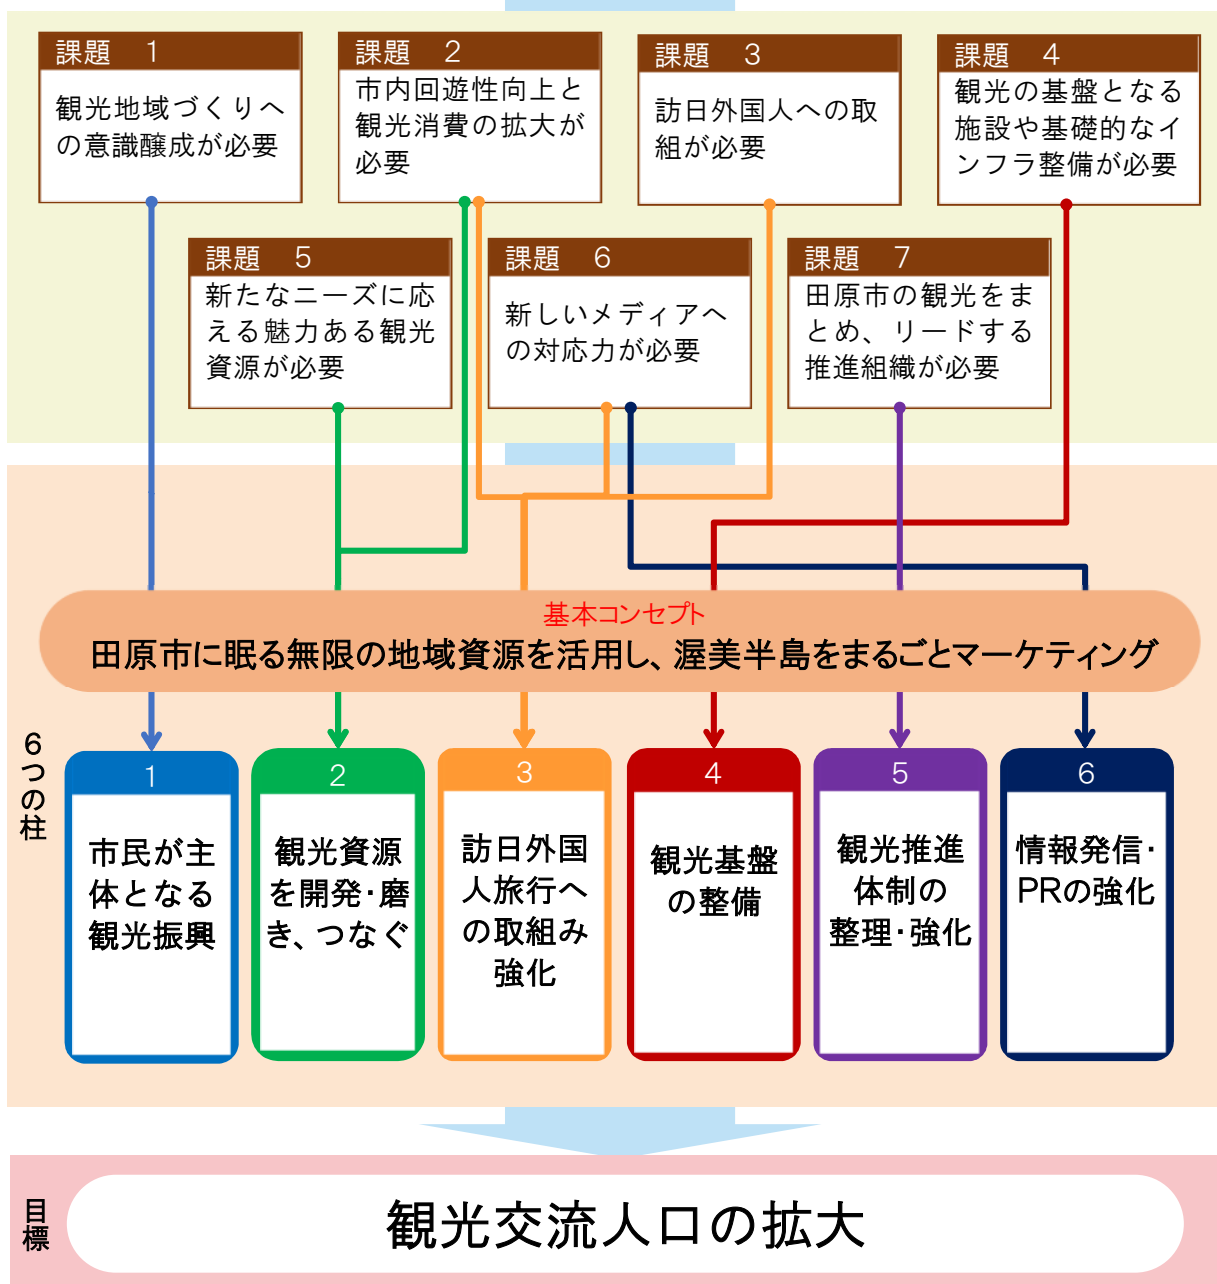 課題　1
観光地域づくりへ
の意識醸成が必要
課題　2
市内回遊性向上と
観光消費の拡大が
必要
課題　3
訪日外国人への取
組が必要
課題　4
観光の基盤となる
施設や基礎的なイ
ンフラ整備が必要
課題　5
新たなニーズに応
える魅力ある観光
資源が必要
課題　6
新しいメディアへ
の対応力が必要
課題　7
田原市の観光をま
とめ、リードする
推進組織が必要
基本コンセプト
田原市に眠る無限の地域資源を活用し、渥美半島をまるごとマーケティング
6つの柱
1
市民が主
体となる
観光振興
2
観光資源
を開発・磨
き、つなぐ
3
訪日外国
人旅行へ
の取組み
強化
4
観光基盤
の整備
5
観光推進
体制の
整理・強化
6
情報発信・
PRの強化
目標
観光交流人口の拡大